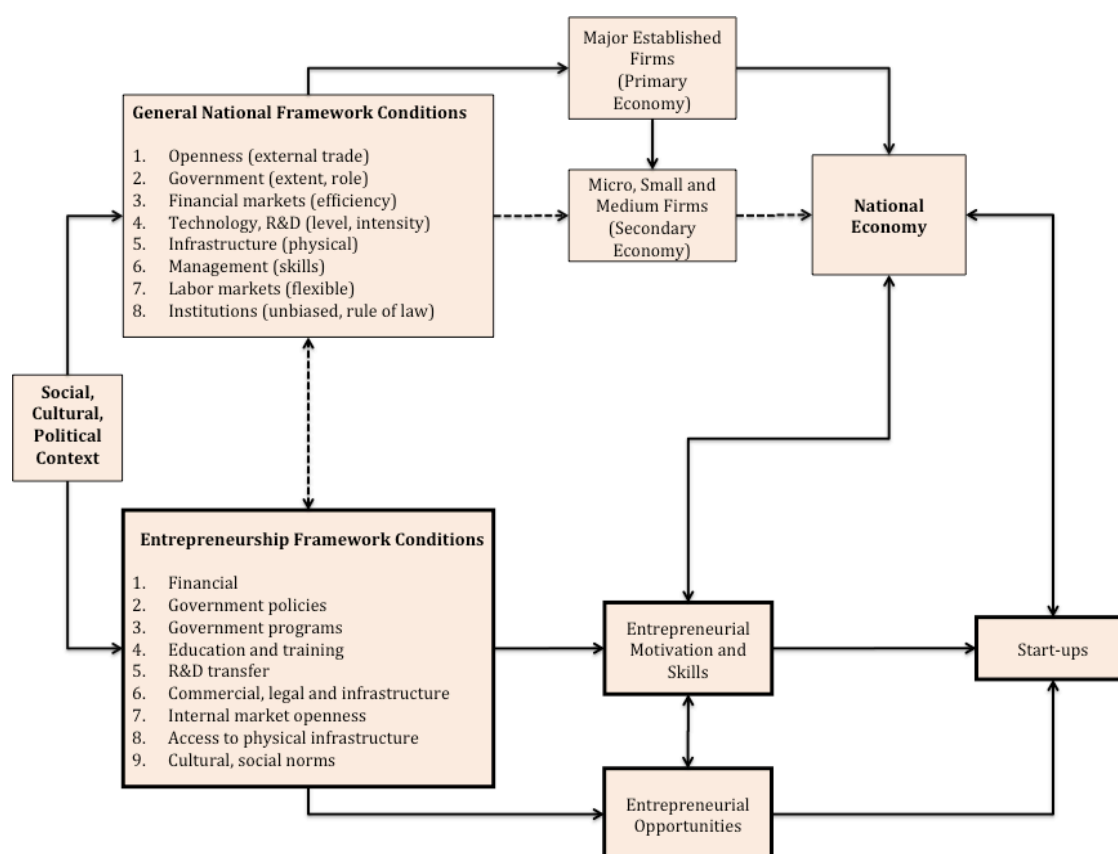 Major Established
Firms
(Primary
Economy)
General National Framework Conditions
1. Openness (external trade)
2. Government (extent, role)
3. Financial markets (efficiency)
4. Technology, R&D (level, intensity)
5. Infrastructure (physical)
6. Management (skills)
7. Labor markets (flexible)
8. Institutions (unbiased, rule of law)
Micro, Small and
Medium Firms
(Secondary
Economy)
National
Economy
Social,
Cultural,
Political
Context
Entrepreneurship Framework Conditions
1. Financial
2. Government policies
3. Government programs
4. Education and training
5. R&D transfer
6. Commercial, legal and infrastructure
7. Internal market openness
8. Access to physical infrastructure
9. Cultural, social norms
Entrepreneurial
Motivation and
Skills
Start-ups
Entrepreneurial
Opportunities